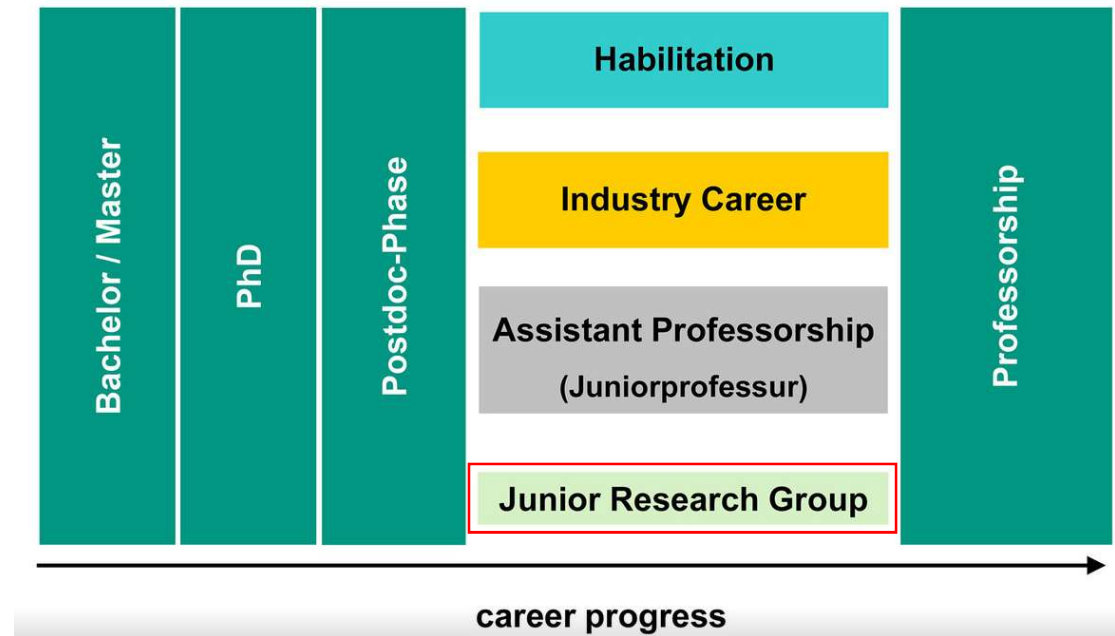 Bachelor / Master
PhD
Postdoc-Phase
Habilitation
Industry Career
Assistant Professorship
(Juniorprofessur)
Junior Research Group
Professorship
career progress